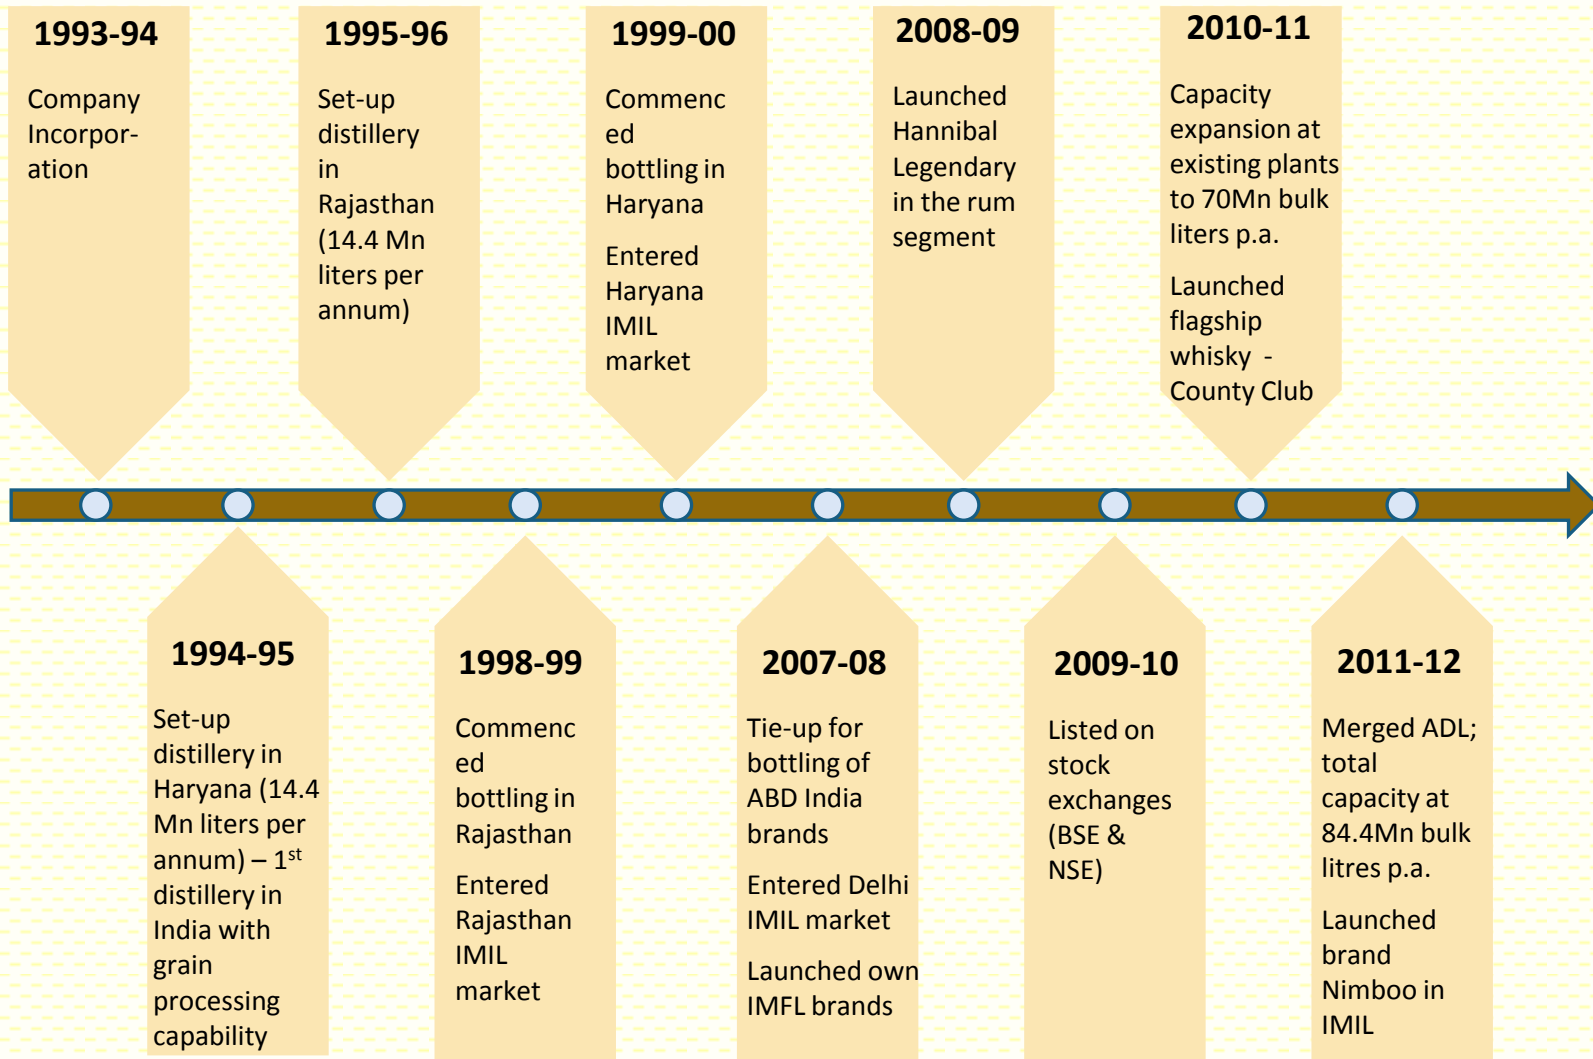 1993-94
Company
Incorpor-
ation
1995-96
Set-up
distillery
in
Rajasthan
(14.4 Mn
liters per
annum)
1999-00
Commenc
ed
bottling in
Haryana
Entered
Haryana
IMIL
market
2008-09
Launched
Hannibal
Legendary
in the rum
segment
2010-11
Capacity
expansion at
existing plants
to 70Mn bulk
liters p.a.
Launched
flagship
whisky -
County Club
1994-95
Set-up
distillery in
Haryana (14.4
Mn liters per
annum) – 1st
distillery in
India with
grain
processing
capability
1998-99
Commenc
ed
bottling in
Rajasthan
Entered
Rajasthan
IMIL
market
2007-08
Tie-up for
bottling of
ABD India
brands
Entered Delhi
IMIL market
Launched own
IMFL brands
2009-10
Listed on
stock
exchanges
(BSE &
NSE)
2011-12
Merged ADL;
total
capacity at
84.4Mn bulk
litres p.a.
Launched
brand
Nimboo in
IMIL